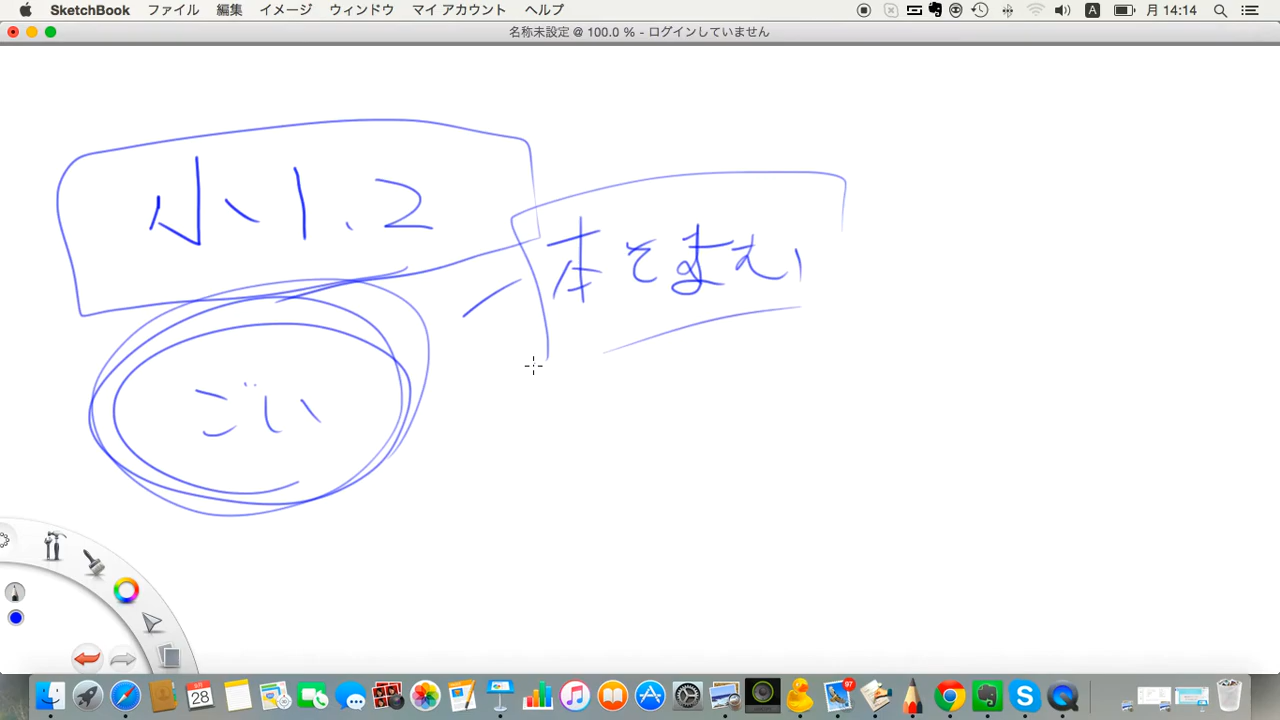 SketchBook ファイル 編集 イメージ ウィンドウ マイ アカウント ヘルプ A 月 14:14
名称未設定 @ 100.0 % - ログインしていません
小1.2
本をよむ
ごい
28
97